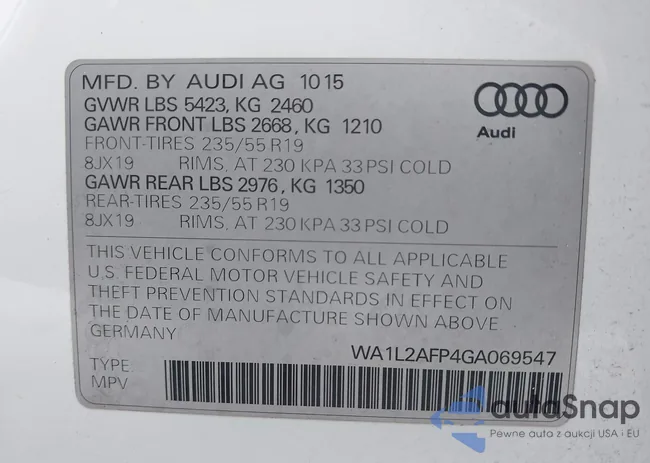 MFD. BY AUDI AG 10 15
GVWR LBS 5423, KG 2460
GAWR FRONT LBS 2668, KG 1210
FRONT-TIRES 235/55 R19
8JX19 RIMS, AT 230 KPA 33 PSI COLD
GAWR REAR LBS 2976, KG 1350
REAR-TIRES 235/55 R19
8JX19 RIMS, AT 230 KPA 33 PSI COLD
Audi
THIS VEHICLE CONFORMS TO ALL APPLICABLE
U.S. FEDERAL MOTOR VEHICLE SAFETY AND
THEFT PREVENTION STANDARDS IN EFFECT ON
THE DATE OF MANUFACTURE SHOWN ABOVE
GERMANY
WA1L2AFP4GA069547
TYPE:
MPV
autaSnap
Pewne auta z aukcji USA i EU